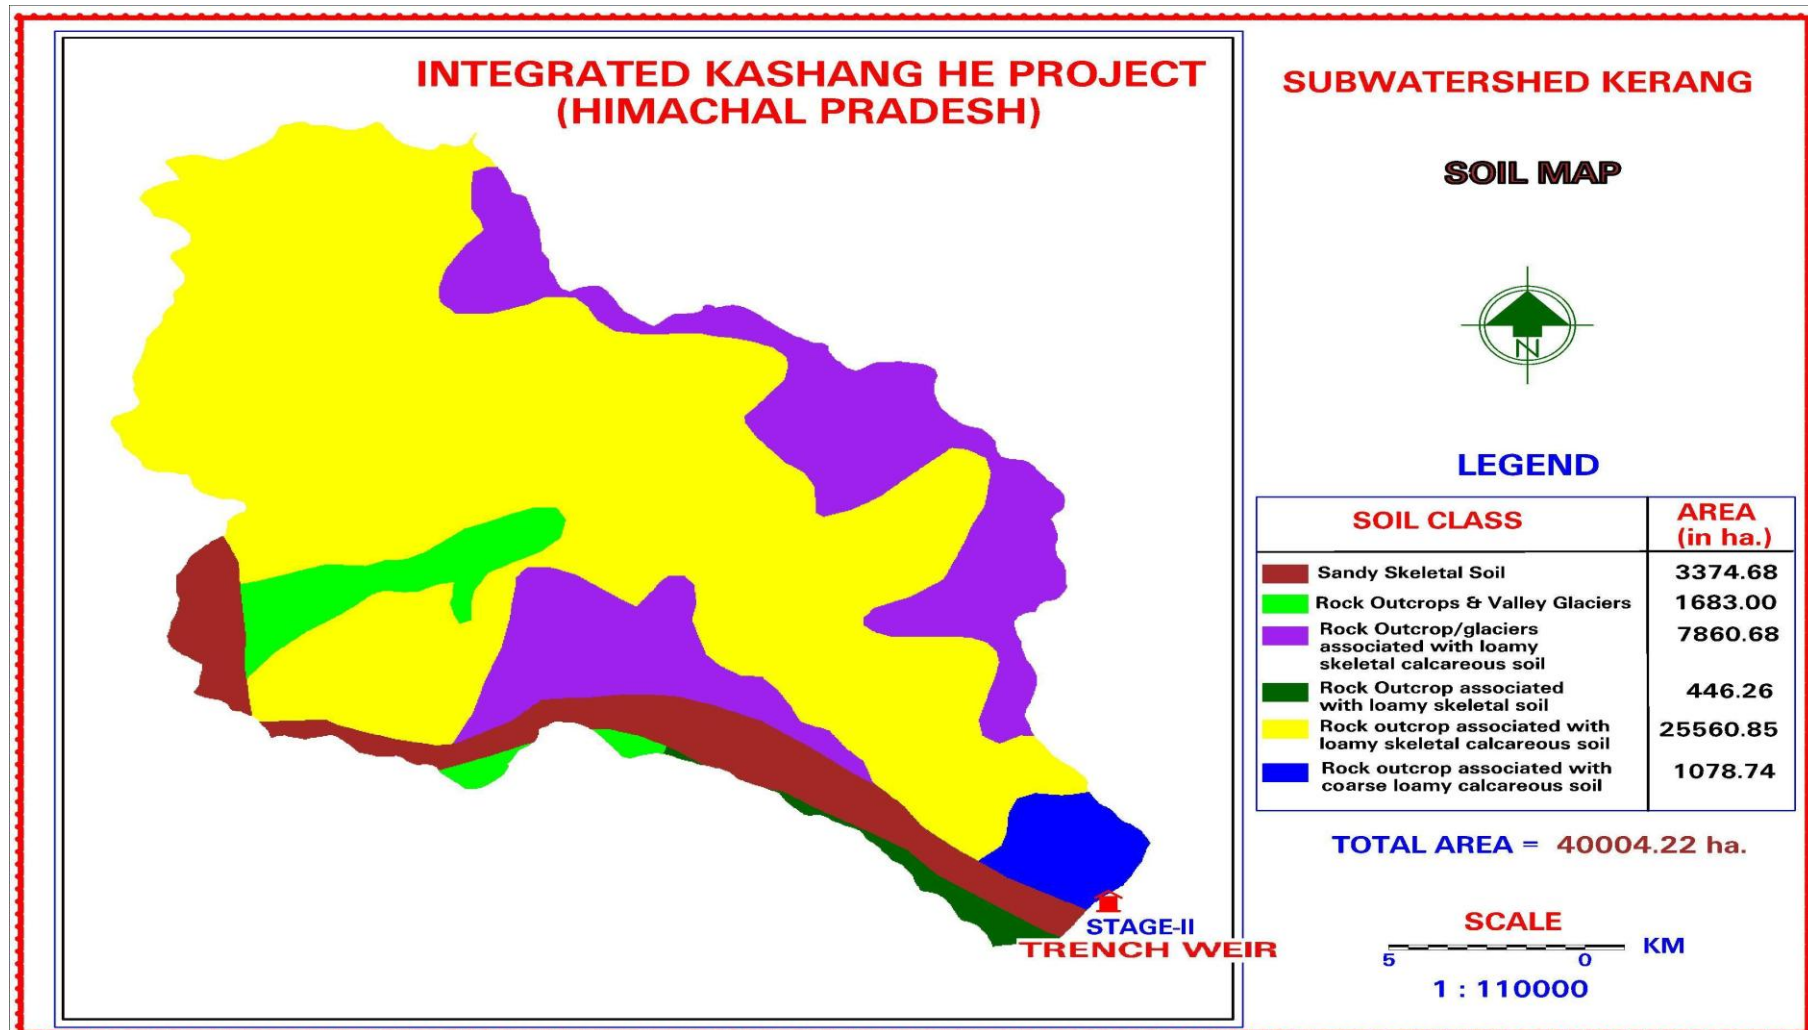 INTEGRATED KASHANG HE PROJECT
(HIMACHAL PRADESH)
SUBWATERSHED KERANG
SOIL MAP
N
LEGEND
SOIL CLASS
AREA
(in ha.)
Sandy Skeletal Soil
3374.68
Rock Outcrops & Valley Glaciers
1683.00
Rock Outcrop/glaciers
associated with loamy
skeletal calcareous soil
7860.68
Rock Outcrop associated
with loamy skeletal soil
446.26
Rock outcrop associated with
loamy skeletal calcareous soil
25560.85
Rock outcrop associated with
coarse loamy calcareous soil
1078.74
TOTAL AREA = 40004.22 ha.
STAGE-II
TRENCH WEIR
SCALE
5 0 KM
1 : 110000